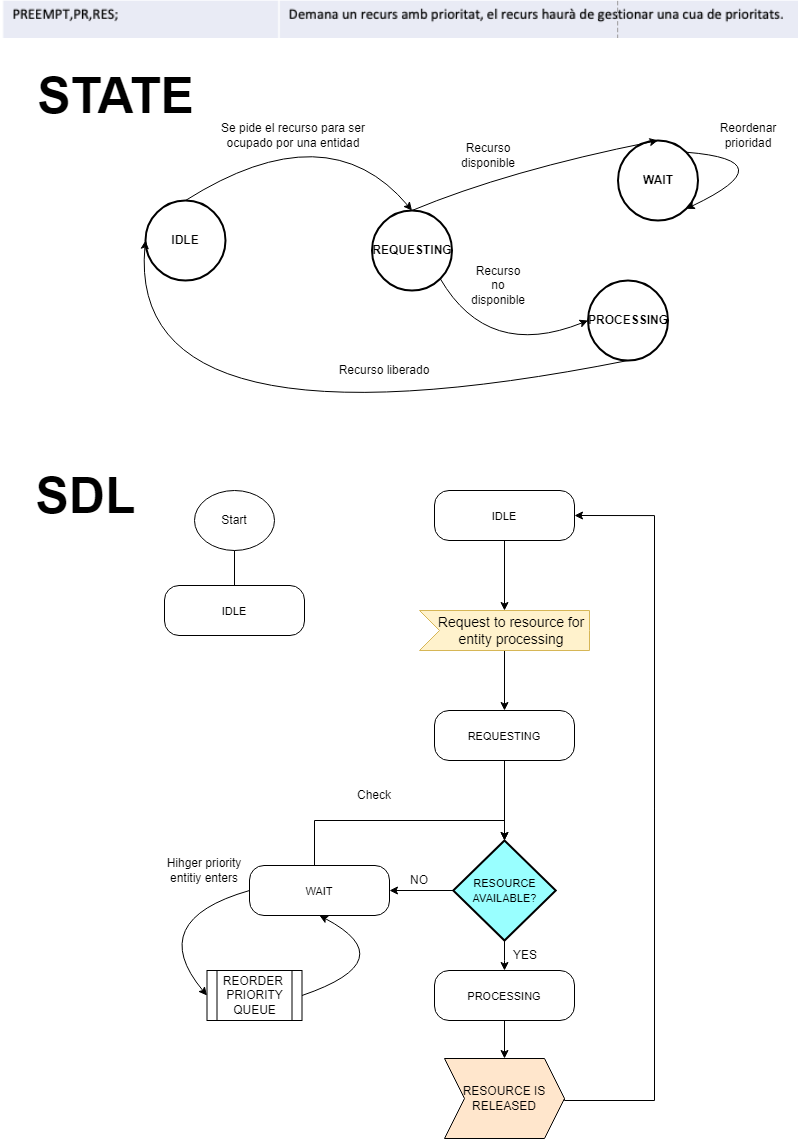 PREEMPT,PR,RES;
Demana un recurs amb prioritat, el recurs haurà de gestionar una cua de prioritats.
STATE
Se pide el recurso para ser
ocupado por una entidad
Recurso
disponible
Reordenar
prioridad
WAIT
IDLE
REQUESTING
Recurso
no
disponible
PROCESSING
Recurso liberado
SDL
Start
IDLE
IDLE
Request to resource for
entity processing
REQUESTING
Check
Hihger priority
entitiy enters
WAIT
NO
RESOURCE
AVAILABLE?
YES
REORDER
PRIORITY
QUEUE
PROCESSING
RESOURCE IS
RELEASED